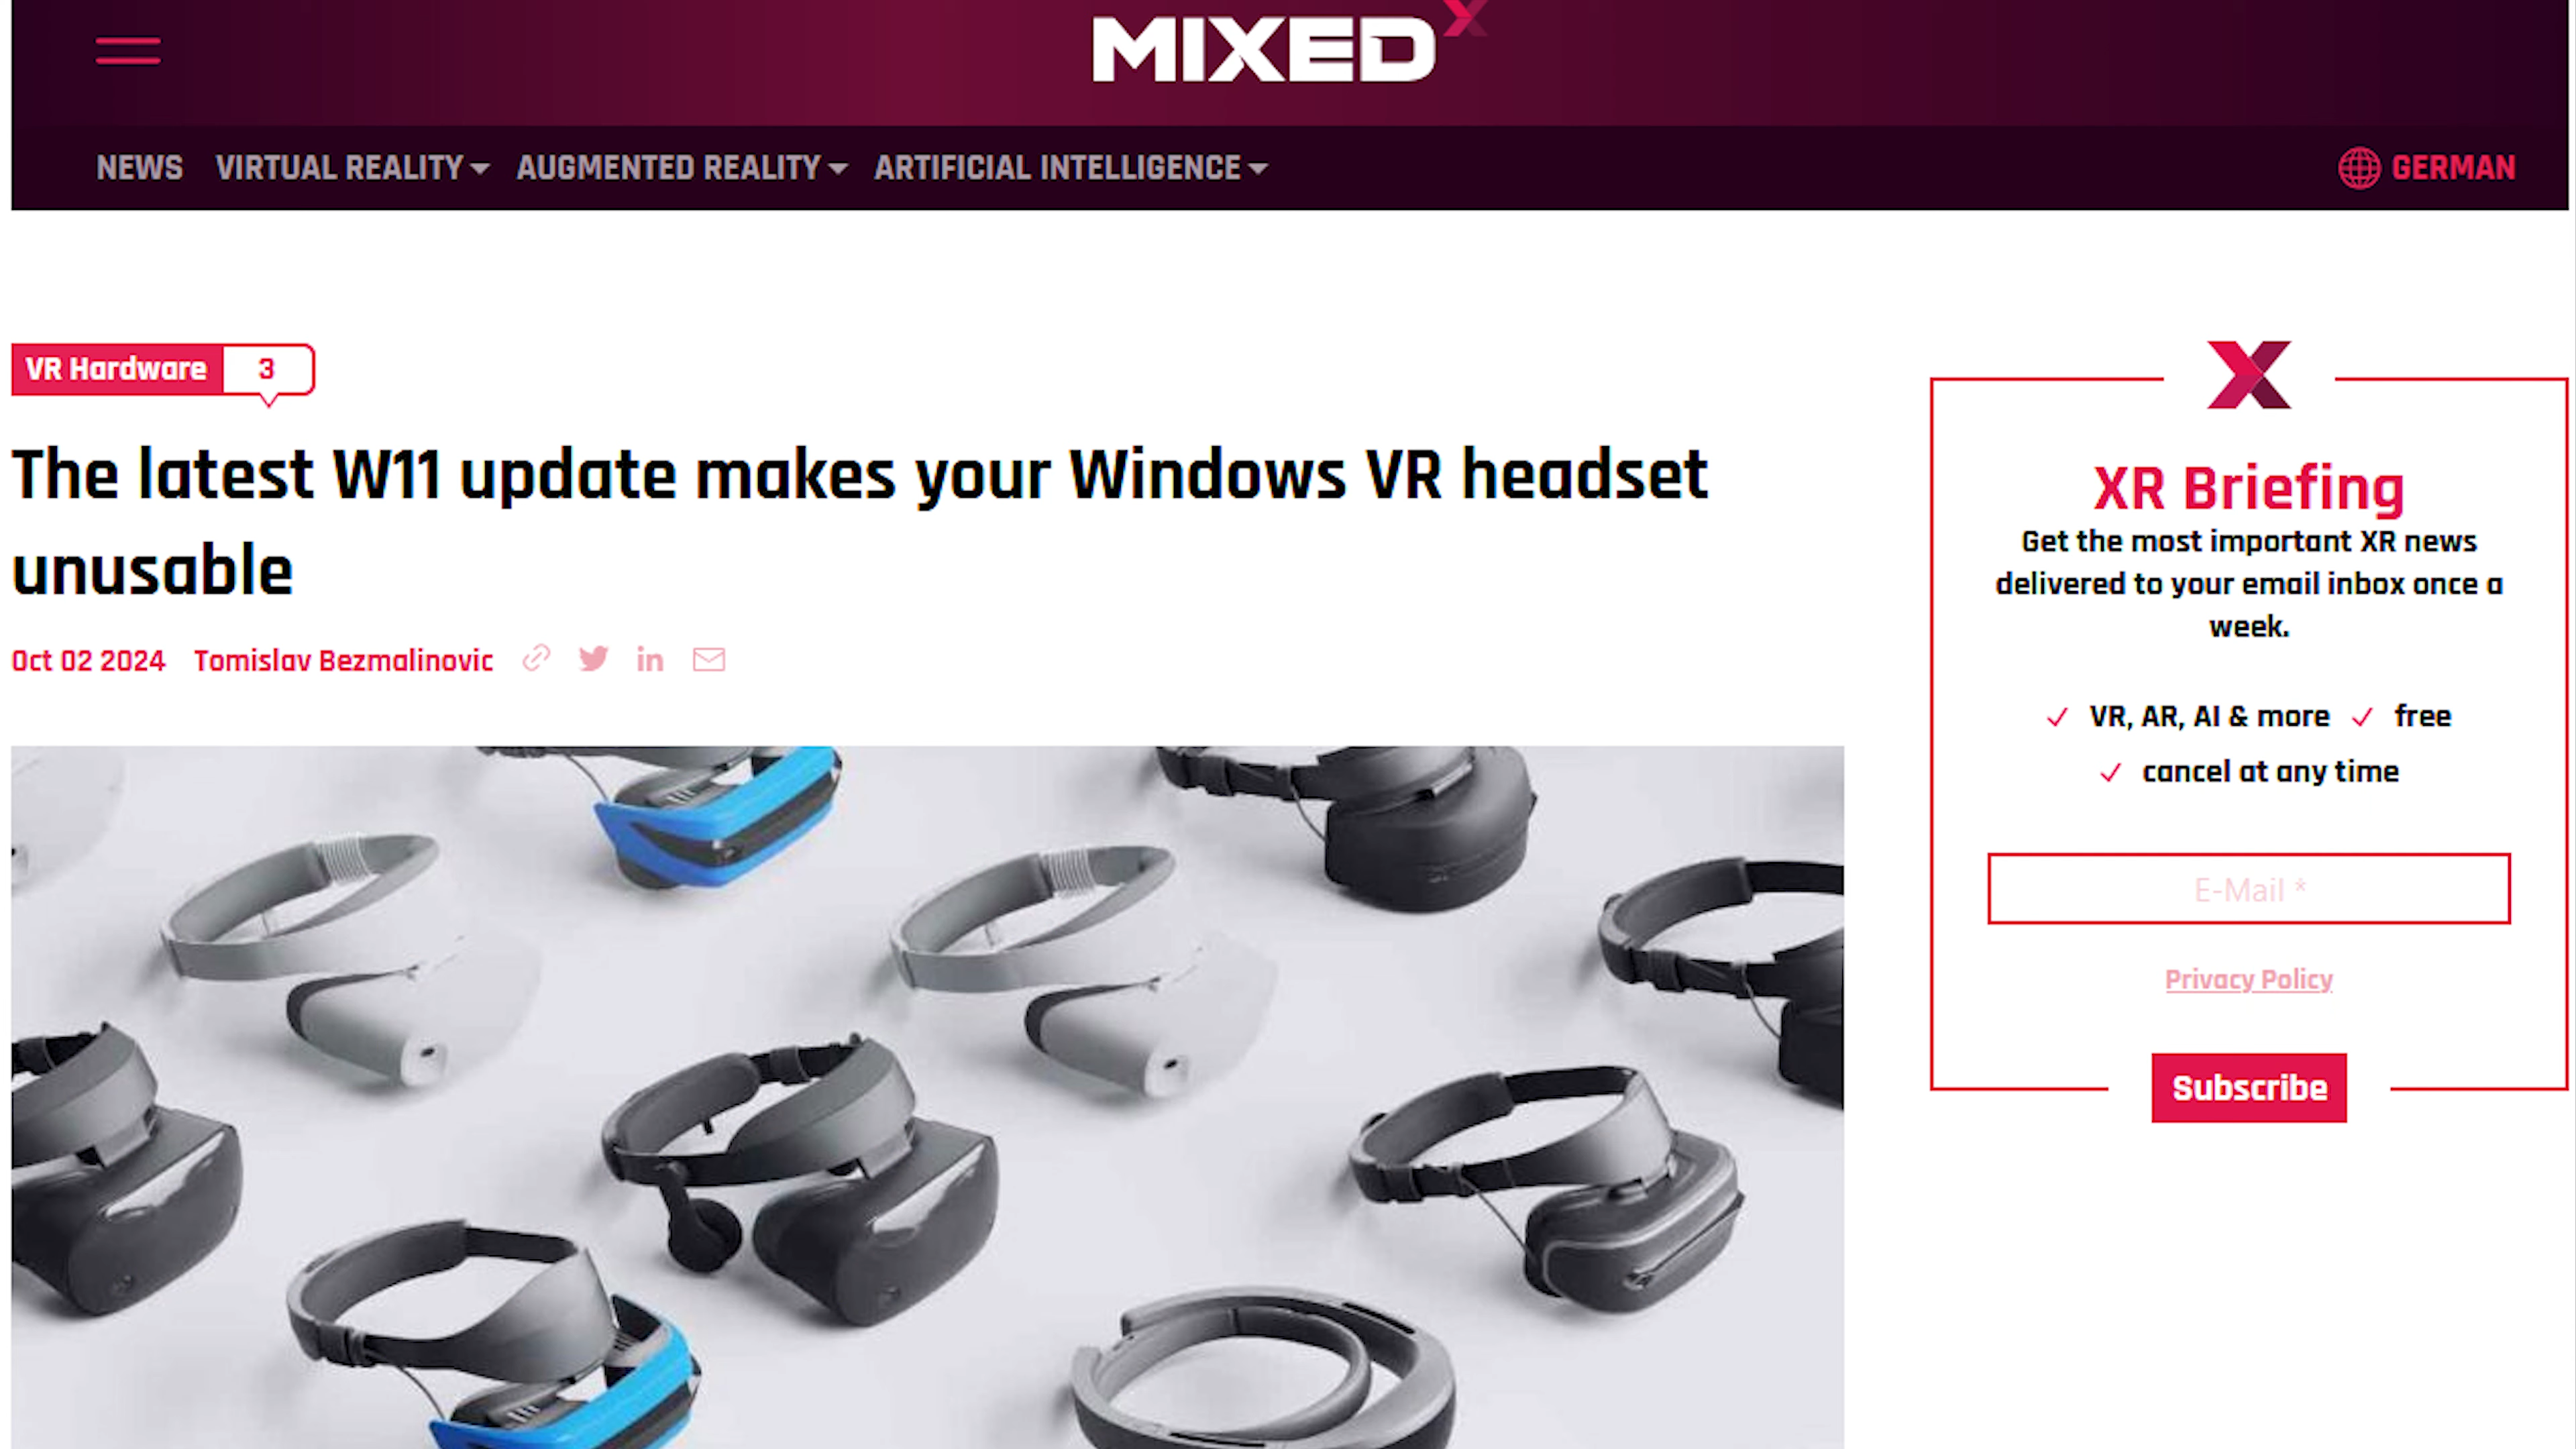 MIXED
NEWS VIRTUAL REALITY AUGMENTED REALITY ARTIFICIAL INTELLIGENCE GERMAN
VR Hardware 3
The latest W11 update makes your Windows VR headset
unusable
Oct 02 2024 Tomislav Bezmalinovic in
XR Briefing
Get the most important XR news
delivered to your email inbox once a
week.
VR, AR, AI & more free
cancel at any time
E-Mail *
Privacy Policy
Subscribe